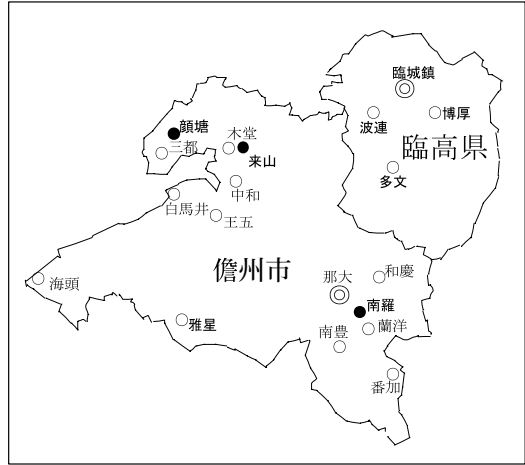 臨城鎮
波連
博厚
臨高県
多文
顔塘
木堂
三都
来山
中和
白馬井
王五
儋州市
海頭
那大
和慶
南羅
雅星
蘭洋
南豊
番加